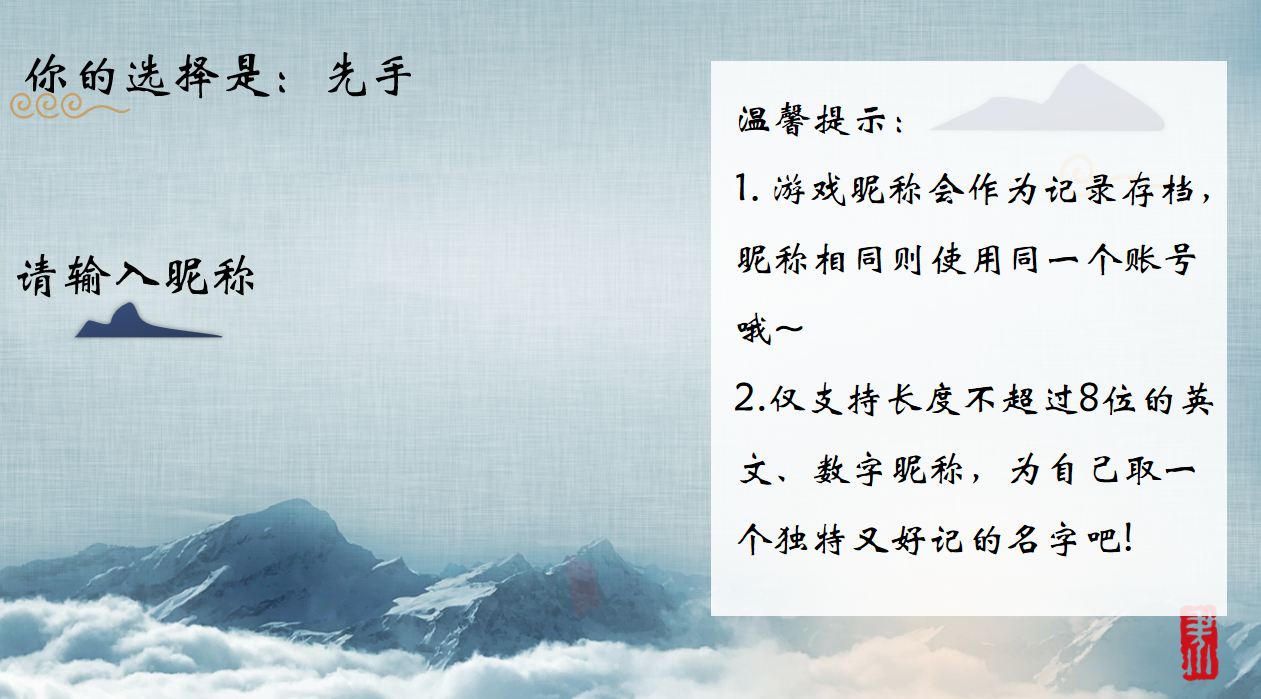 你的选择是：先手
请输入昵称
温馨提示：
1. 游戏昵称会作为记录存档，
昵称相同则使用同一个账号
哦～
2.仅支持长度不超过8位的英
文、数字昵称，为自己取一
个独特又好记的名字吧!